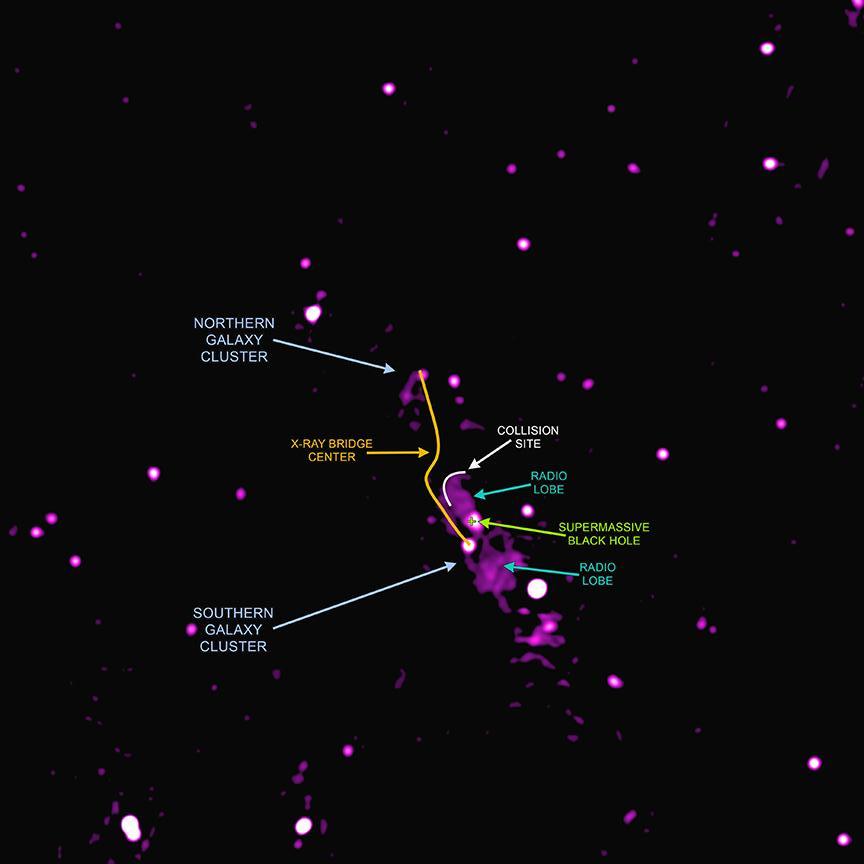 NORTHERN
GALAXY
CLUSTER
X-RAY BRIDGE
CENTER
COLLISION
SITE
RADIO
LOBE
SUPERMASSIVE
BLACK HOLE
RADIO
LOBE
SOUTHERN
GALAXY
CLUSTER